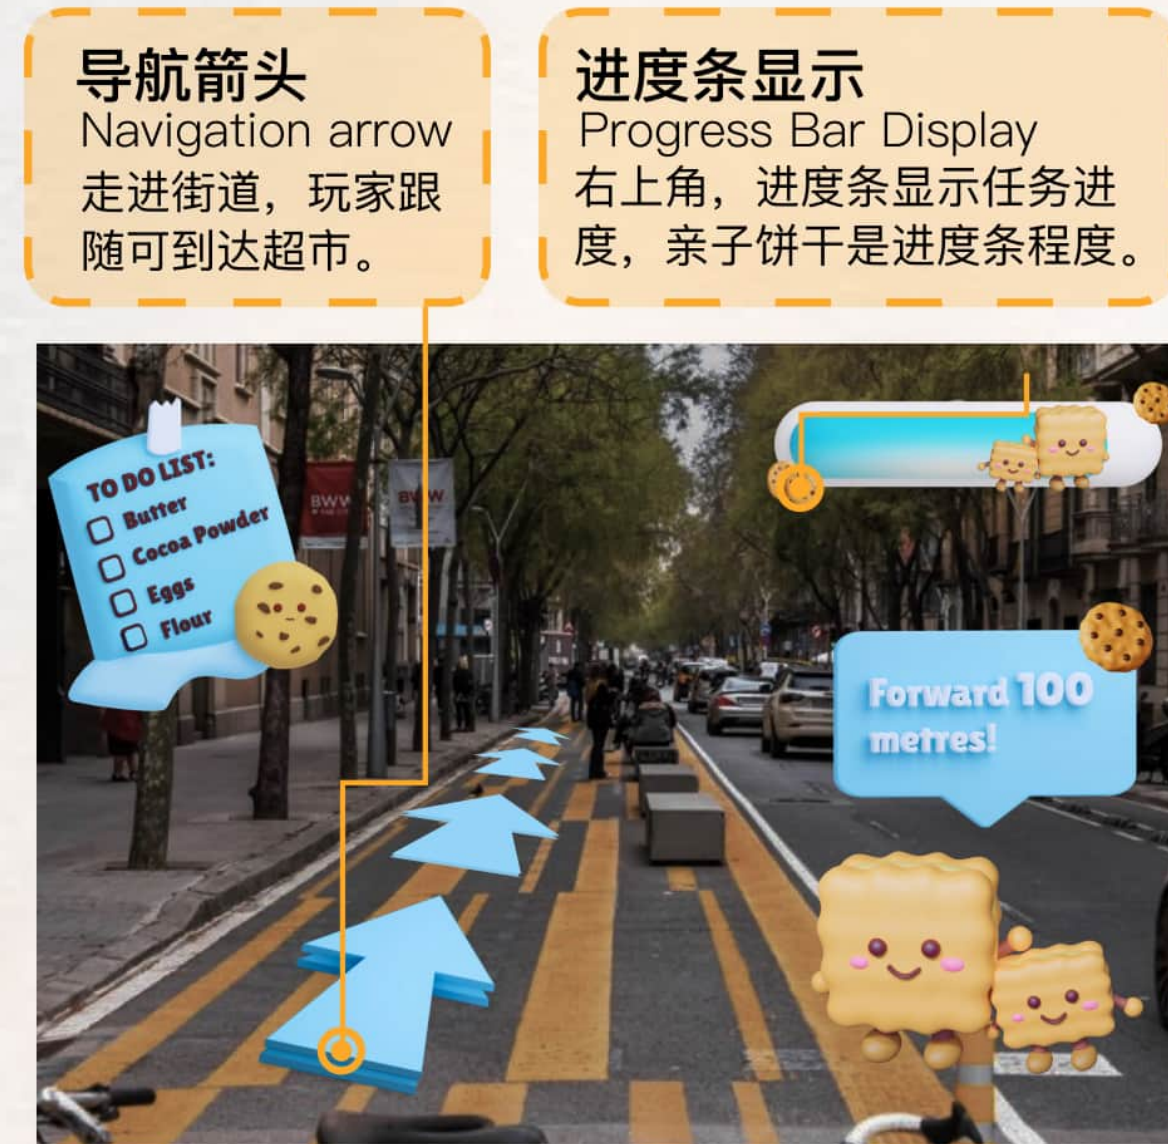 导航箭头
Navigation arrow
走进街道，玩家跟
随可到达超市。
进度条显示
Progress Bar Display
右上角，进度条显示任务进
度，亲子饼干是进度条程度。
TO DO LIST:
Butter
Cocoa Powder
Eggs
Flour
BWW
BWW
Forward 100
metres!